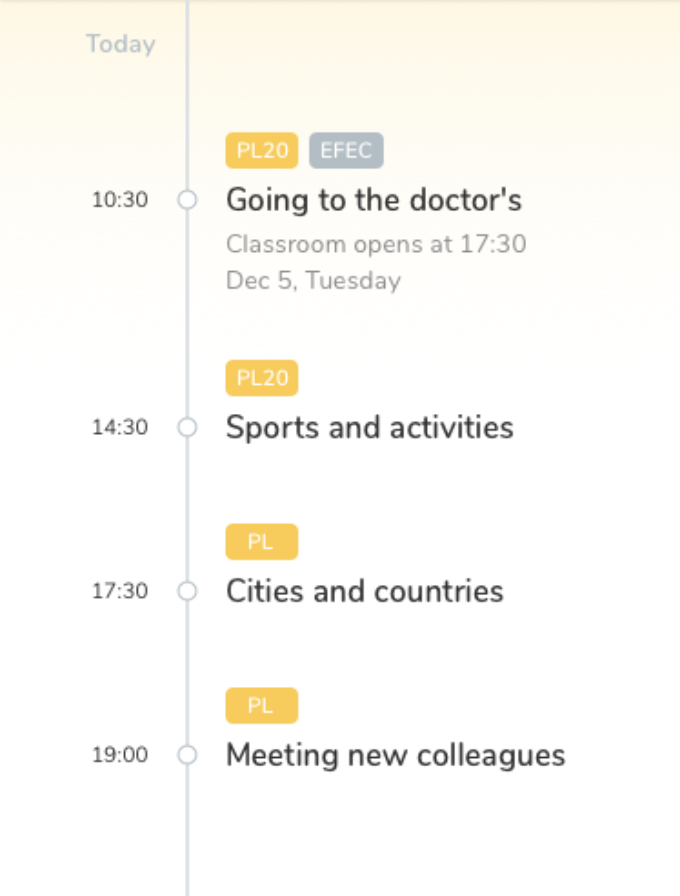 Today
PL20 EFEC
10:30 Going to the doctor's
Classroom opens at 17:30
Dec 5, Tuesday
PL20
14:30 Sports and activities
PL
17:30 Cities and countries
PL
19:00 Meeting new colleagues